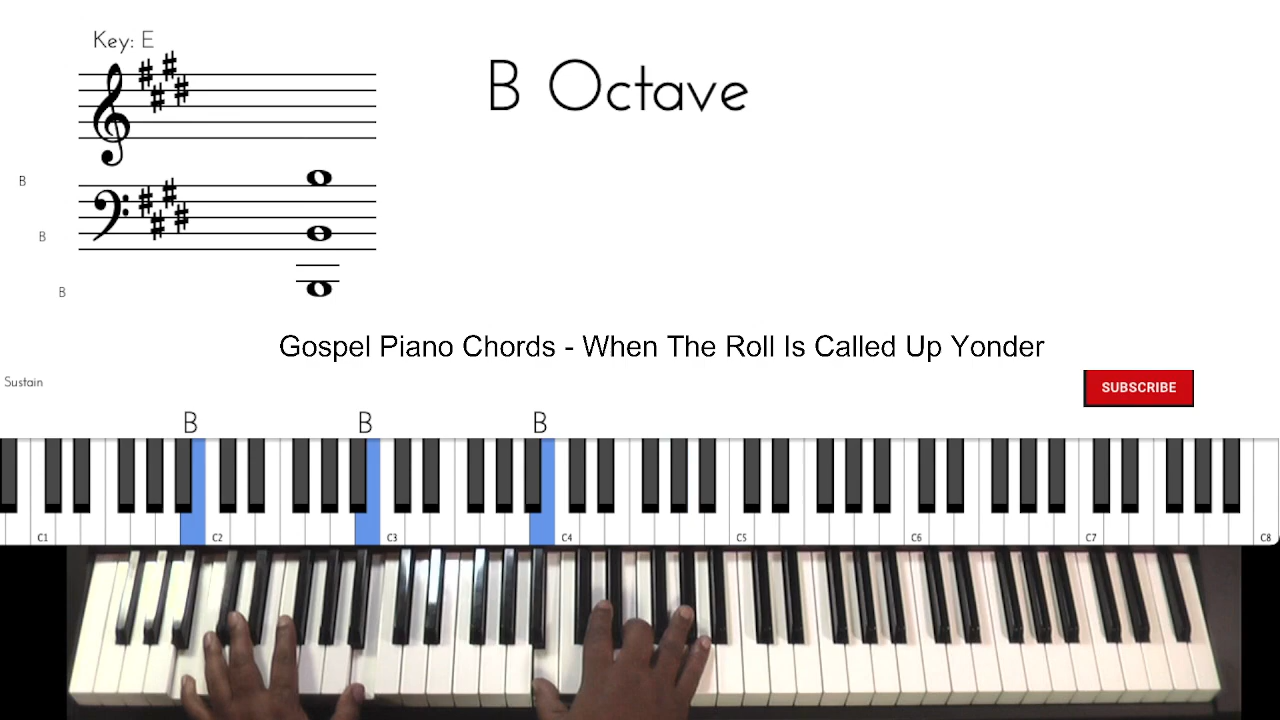 Key: E
B Octave
B
B
B
Gospel Piano Chords - When The Roll Is Called Up Yonder
Sustain
SUBSCRIBE
B B B
C1 C2 C3 C4 C5 C6 C7 C8